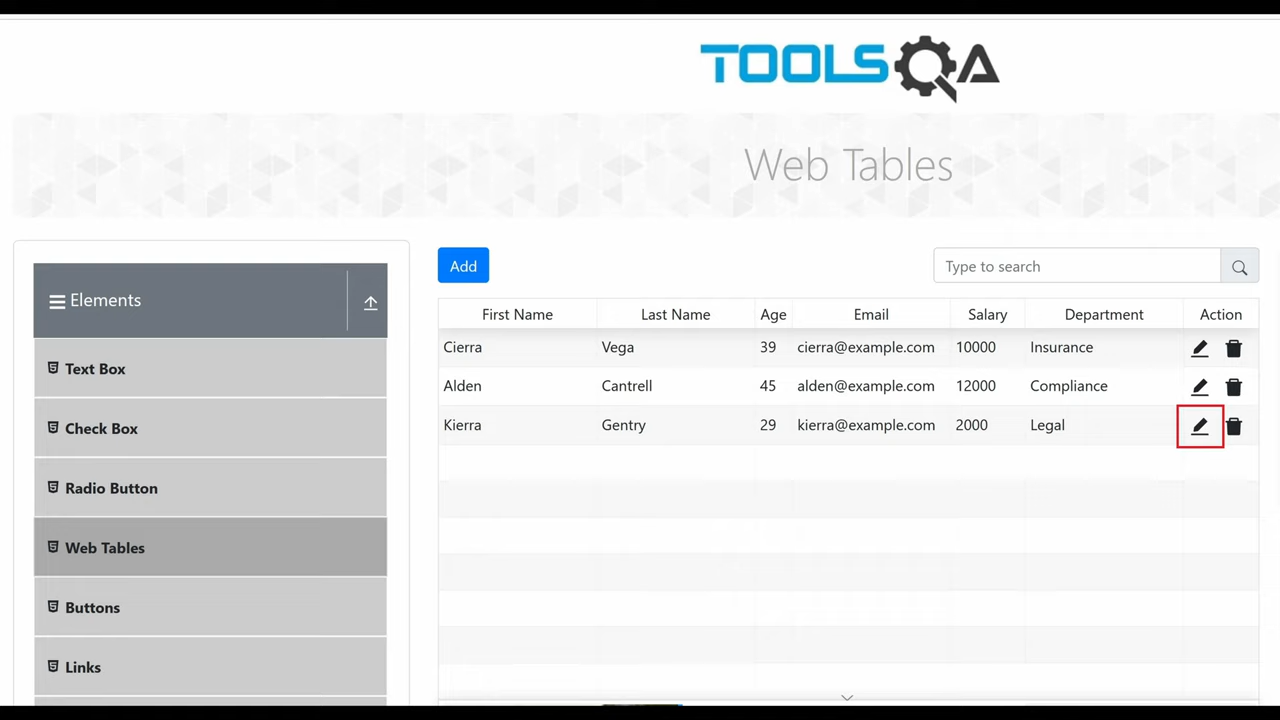 TOOLSQA
Web Tables
Elements
Text Box
Check Box
Radio Button
Web Tables
Buttons
Links
Add
Type to search
First Name Last Name Age Email Salary Department Action
Cierra Vega 39 cierra@example.com 10000 Insurance
Alden Cantrell 45 alden@example.com 12000 Compliance
Kierra Gentry 29 kierra@example.com 2000 Legal